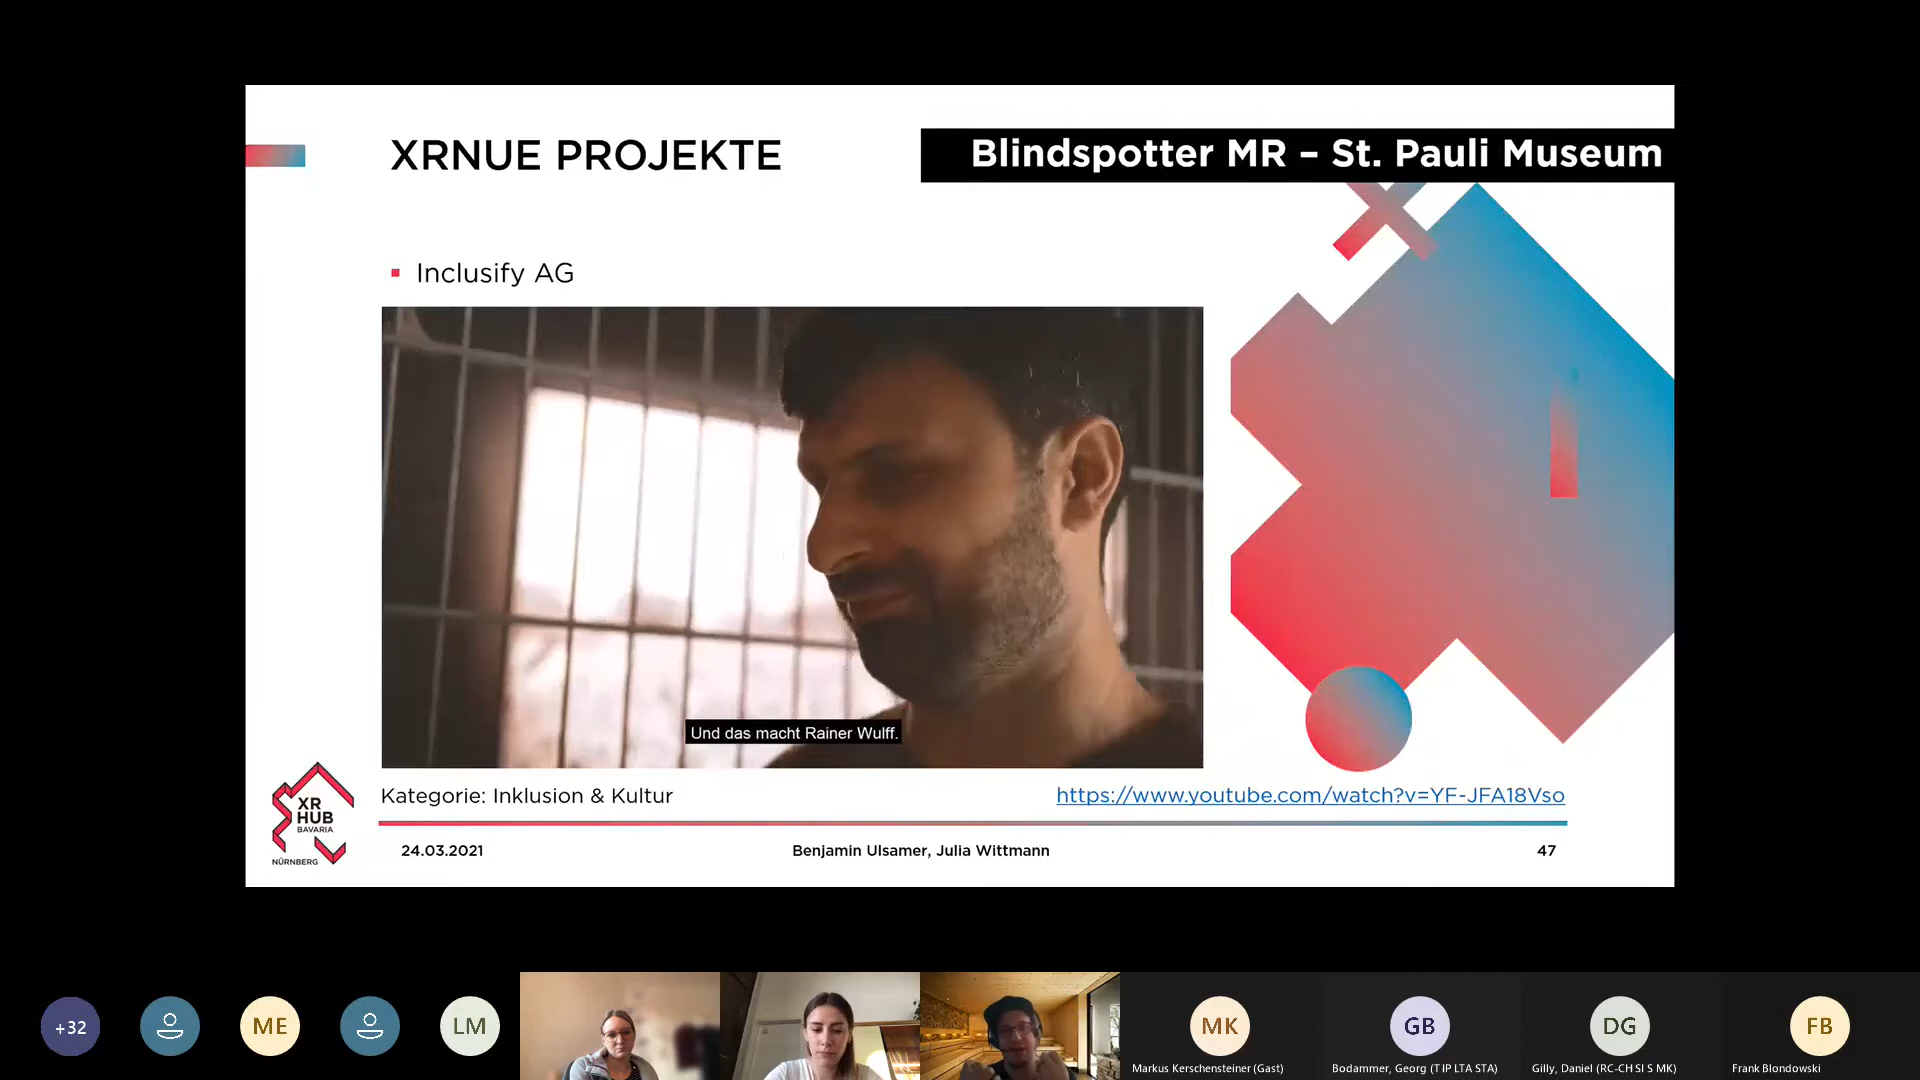 XRNUE PROJEKTE
Blindspotter MR – St. Pauli Museum
Inclusify AG
Und das macht Rainer Wulff.
XR
HUB
BAVARIA
NÜRNBERG
Kategorie: Inklusion & Kultur
https://www.youtube.com/watch?v=YF-JFA18Vso
24.03.2021
Benjamin Ulsamer, Julia Wittmann
47
+32
ME
LM
MK
GB
DG
FB
Markus Kerschensteiner (Gast)
Bodammer, Georg (T IP LTA STA)
Gilly, Daniel (RC-CH SI S MK)
Frank Blondowski